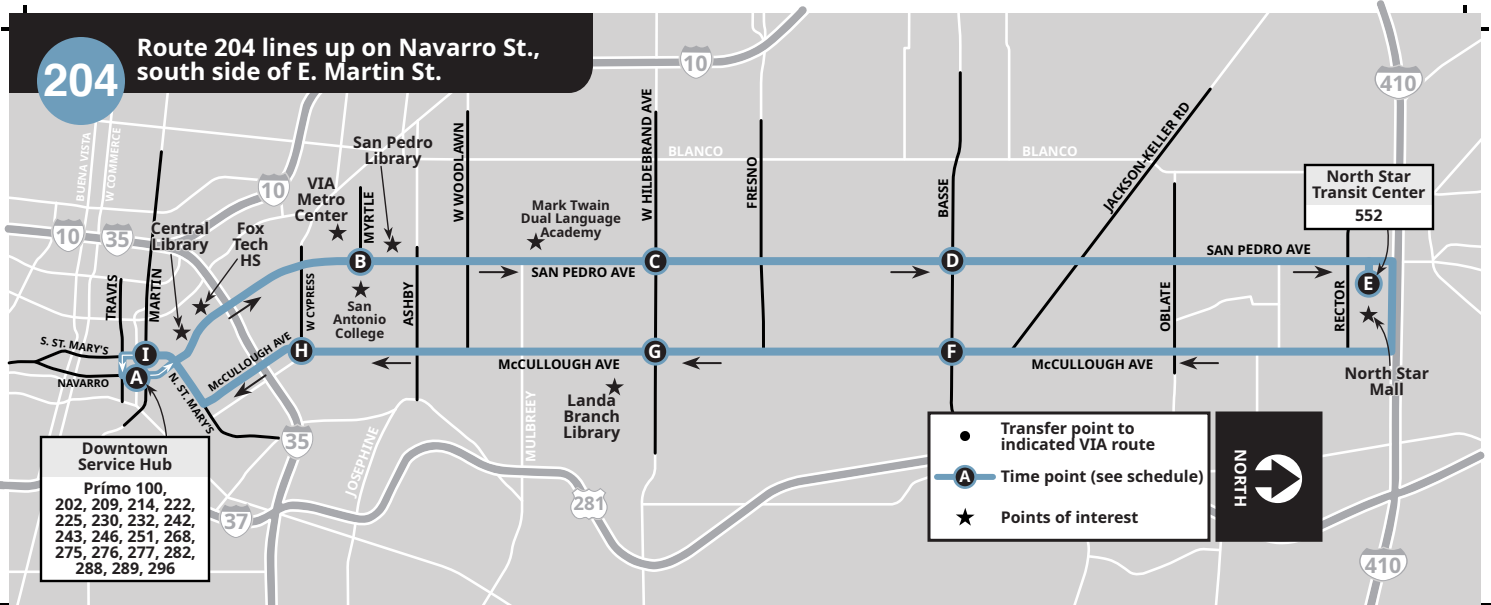 204
Route 204 lines up on Navarro St.,
south side of E. Martin St.
10
410
BUENA VISTA
W COMMERCE
San Pedro
Library
W WOODLAWN
W HILDEBRAND AVE
BLANCO
FRESNO
BASSE
BLANCO
JACKSON-KELLER RD
North Star
Transit Center
552
10
VIA
Metro
Center
MYRTLE
Mark Twain
Dual Language
Academy
10
35
Central
Library
Fox
Tech
HS
B
SAN PEDRO AVE
C
D
SAN PEDRO AVE
E
TRAVIS
MARTIN
W CYPRESS
San
Antonio
College
ASHBY
OBLATE
RECTOR
S. ST. MARY'S
I
NAVARRO
A
N. ST. MARY'S
McCULLOUGH AVE
H
McCULLOUGH AVE
G
F
McCULLOUGH AVE
North Star
Mall
Landa
Branch
Library
MULBREEY
JOSEPHINE
35
37
281
410
Downtown
Service Hub
Prímo 100,
202, 209, 214, 222,
225, 230, 232, 242,
243, 246, 251, 268,
275, 276, 277, 282,
288, 289, 296
Transfer point to
indicated VIA route
A
Time point (see schedule)
Points of interest
NORTH